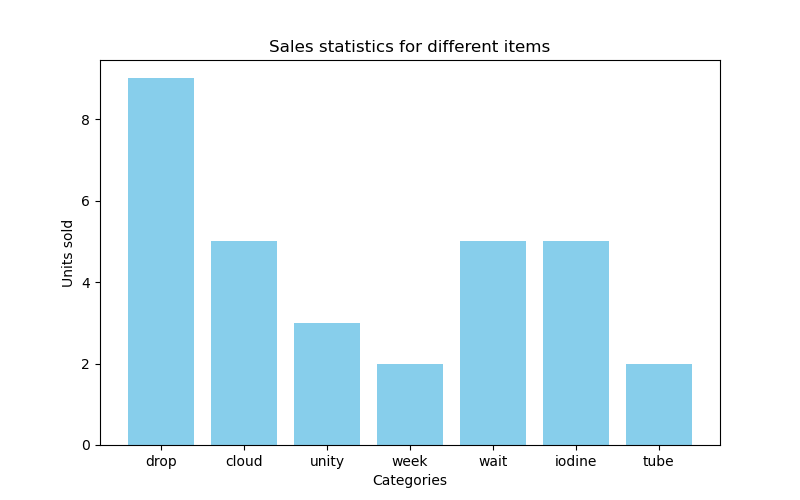 Sales statistics for different items
Units sold
8
6
4
2
0
drop cloud unity week wait iodine tube
Categories